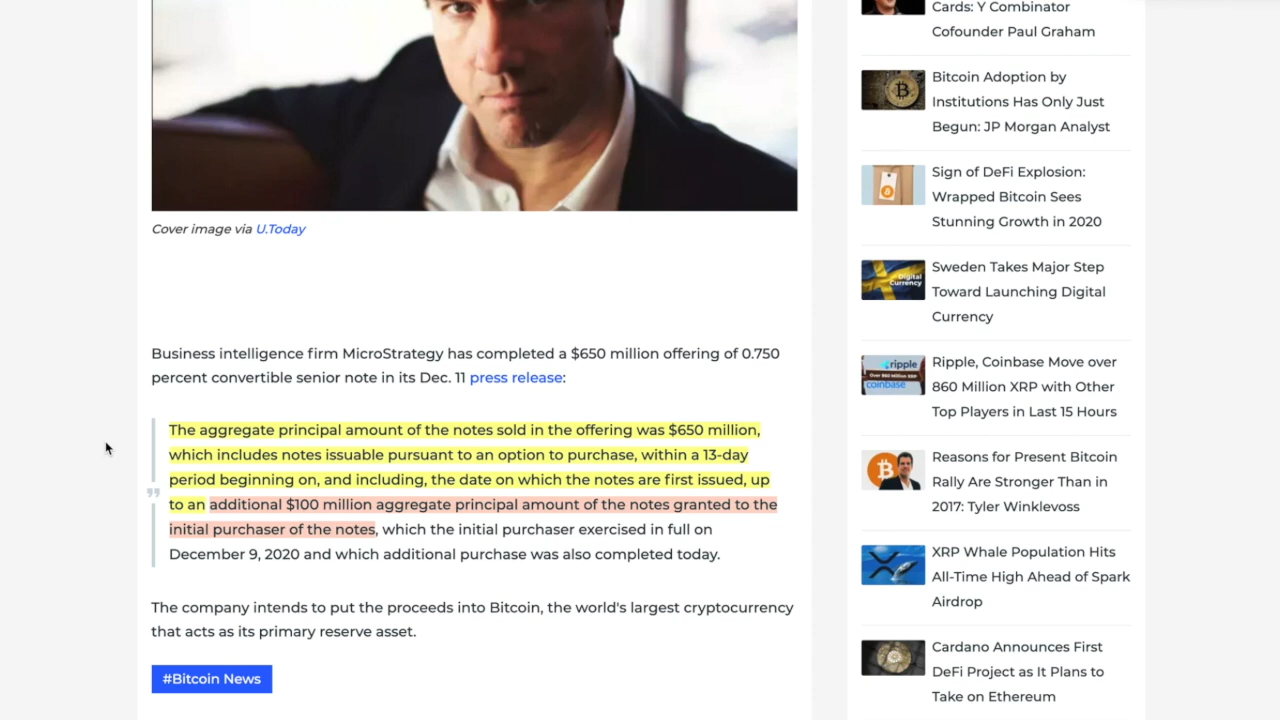 Cover image via U.Today
Business intelligence firm MicroStrategy has completed a $650 million offering of 0.750
percent convertible senior note in its Dec. 11 press release:
The aggregate principal amount of the notes sold in the offering was $650 million,
which includes notes issuable pursuant to an option to purchase, within a 13-day
period beginning on, and including, the date on which the notes are first issued, up
to an additional $100 million aggregate principal amount of the notes granted to the
initial purchaser of the notes, which the initial purchaser exercised in full on
December 9, 2020 and which additional purchase was also completed today.
The company intends to put the proceeds into Bitcoin, the world's largest cryptocurrency
that acts as its primary reserve asset.
#Bitcoin News
Cards: Y Combinator
Cofounder Paul Graham
Bitcoin Adoption by
Institutions Has Only Just
Begun: JP Morgan Analyst
Sign of DeFi Explosion:
Wrapped Bitcoin Sees
Stunning Growth in 2020
Digital
Currency
Sweden Takes Major Step
Toward Launching Digital
Currency
ripple
Over 860 Million XRP
coinbase
Ripple, Coinbase Move over
860 Million XRP with Other
Top Players in Last 15 Hours
Reasons for Present Bitcoin
Rally Are Stronger Than in
2017: Tyler Winklevoss
XRP Whale Population Hits
All-Time High Ahead of Spark
Airdrop
Cardano Announces First
DeFi Project as It Plans to
Take on Ethereum